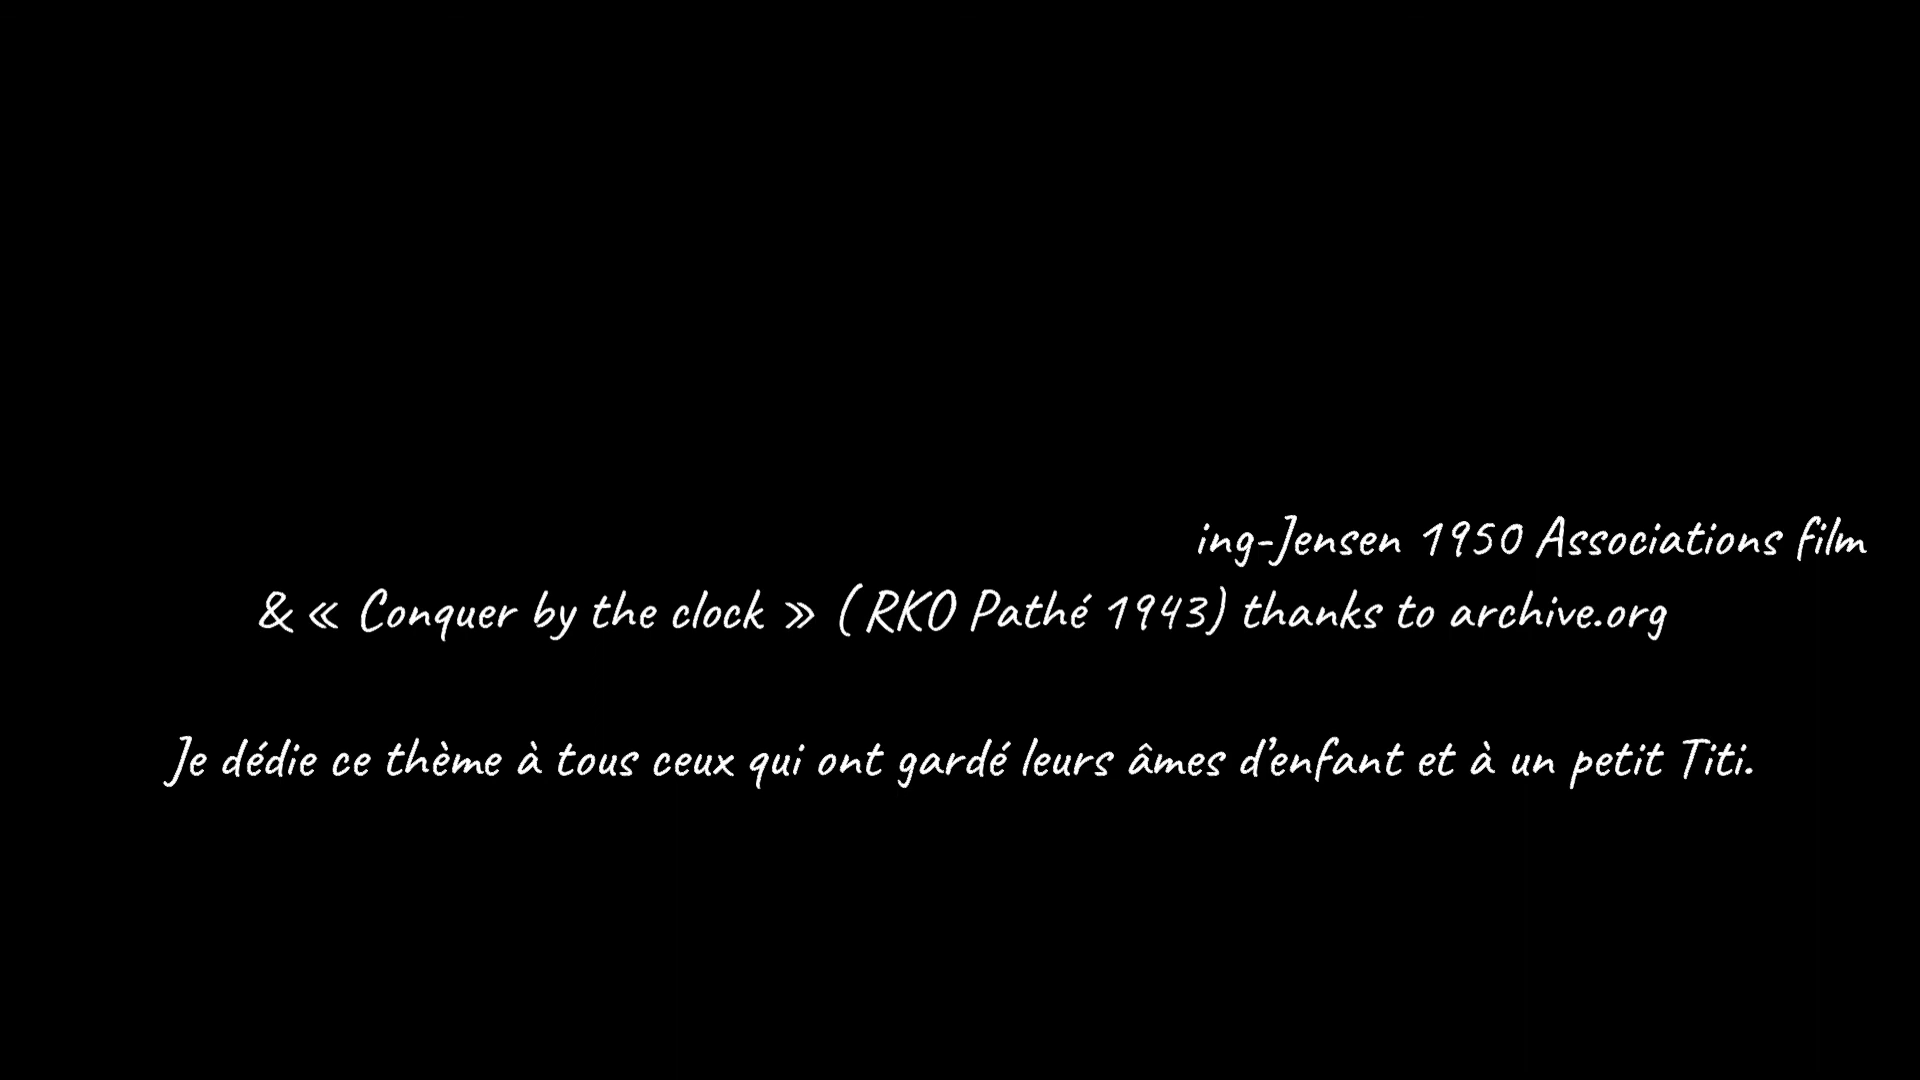 ing-Jensen 1950 Associations film
& « Conquer by the clock » ( RKO Pathé 1943) thanks to archive.org
Je dédie ce thème à tous ceux qui ont gardé leurs âmes d’enfant et à un petit Titi.